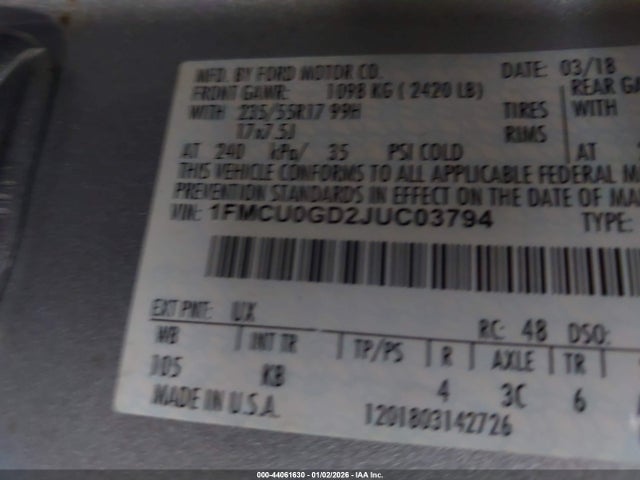 MFD. BY FORD MOTOR CO. DATE: 03/18
FRONT GAWR: 1098 KG ( 2420 LB) REAR GA
WITH 235/55R17 99H TIRES WITH
17x7.5J RIMS
AT 240 kPa/ 35 PSI COLD AT
THIS VEHICLE CONFORMS TO ALL APPLICABLE FEDERAL M
PREVENTION STANDARDS IN EFFECT ON THE DATE OF MA
VIN: 1FMCU0GD2JUC03794 TYPE:
EXT PNT: UX RC: 48 DSO:
WB INT TR TP/PS R AXLE TR
105 KB 4 3C 6
MADE IN U.S.A. 1201803142726
000-44061630 - 01/02/2026 - IAA Inc.